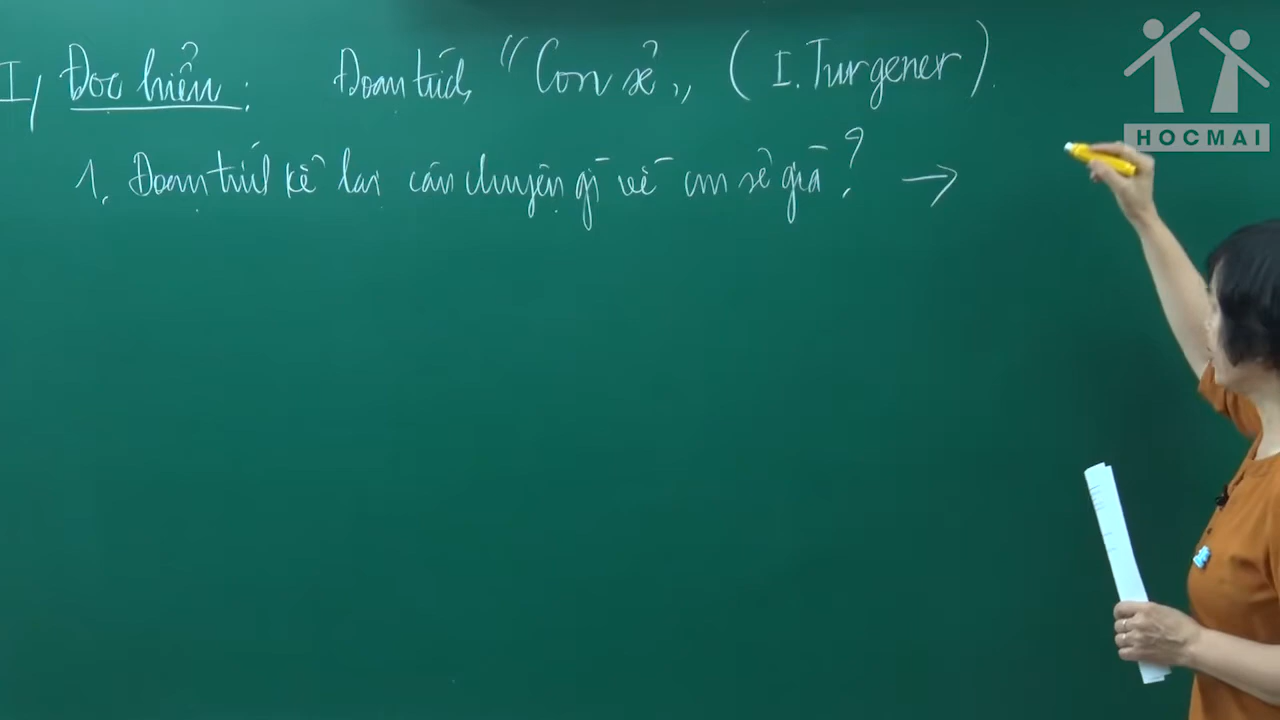 I, Đọc hiểu: Đoạn trích "Con sẻ" (I. Turgener).
1. Đoạn trích kể lại câu chuyện gì về con sẻ già? →
HOCMAI